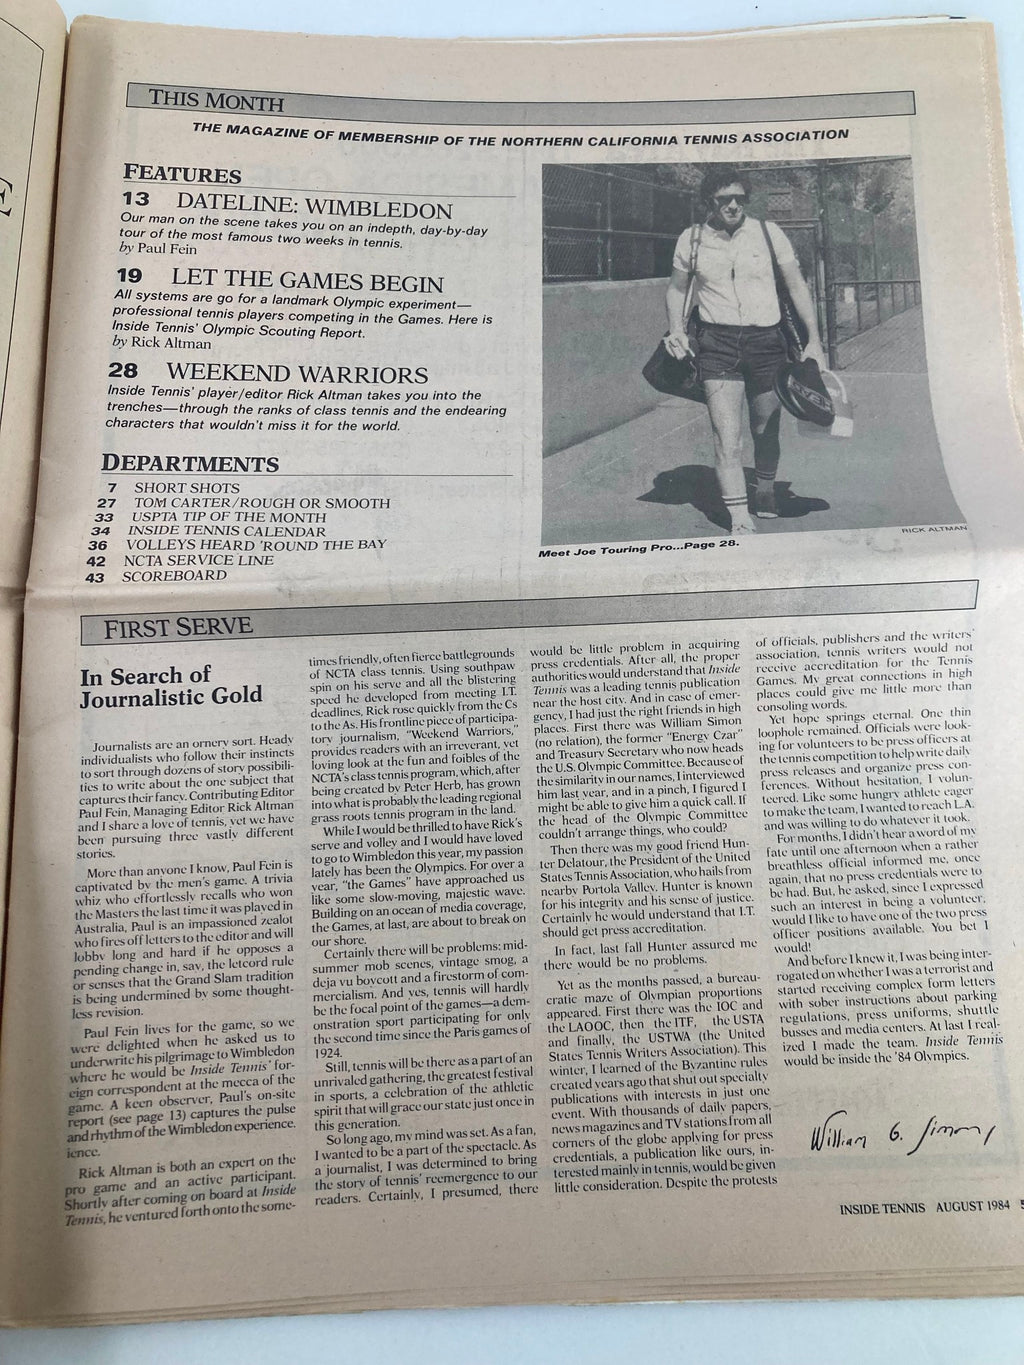 THIS MONTH
THE MAGAZINE OF MEMBERSHIP OF THE NORTHERN CALIFORNIA TENNIS ASSOCIATION
FEATURES
13 DATELINE: WIMBLEDON
Our man on the scene takes you on an indepth, day-by-day
tour of the most famous two weeks in tennis.
by Paul Fein
19 LET THE GAMES BEGIN
All systems are go for a landmark Olympic experiment—
professional tennis players competing in the Games. Here is
Inside Tennis' Olympic Scouting Report.
by Rick Altman
28 WEEKEND WARRIORS
Inside Tennis' player/editor Rick Altman takes you into the
trenches—through the ranks of class tennis and the endearing
characters that wouldn't miss it for the world.
DEPARTMENTS
7 SHORT SHOTS
27 TOM CARTER/ROUGH OR SMOOTH
33 USPTA TIP OF THE MONTH
34 INSIDE TENNIS CALENDAR
36 VOLLEYS HEARD 'ROUND THE BAY
42 NCTA SERVICE LINE
43 SCOREBOARD
RICK ALTMAN
Meet Joe Touring Pro...Page 28.
FIRST SERVE
In Search of
Journalistic Gold
Journalists are an ornery sort. Heady
individualists who follow their instincts
to sort through dozens of story possibili-
ties to write about the one subject that
captures their fancy. Contributing Editor
Paul Fein, Managing Editor Rick Altman
and I share a love of tennis, yet we have
been pursuing three vastly different
stories.
More than anyone I know, Paul Fein is
captivated by the men's game. A trivia
whiz who effortlessly recalls who won
the Masters the last time it was played in
Australia, Paul is an impassioned zealot
who fires off letters to the editor and will
lobby long and hard if he opposes a
pending change in, say, the letcord rule
or senses that the Grand Slam tradition
is being undermined by some thought-
less revision.
Paul Fein lives for the game, so we
were delighted when he asked us to
underwrite his pilgrimage to Wimbledon
where he would be Inside Tennis' for-
eign correspondent at the mecca of the
game. A keen observer, Paul's on-site
report (see page 13) captures the pulse
and rhythm of the Wimbledon experience.
ience.
Rick Altman is both an expert on the
pro game and an active participant.
Shortly after coming on board at Inside
Tennis, he ventured forth onto the some-
times friendly, often fierce battlegrounds
of NCTA class tennis. Using southpaw
spin on his serve and all the blistering
speed he developed from meeting I.T.
deadlines, Rick rose quickly from the Cs
to the As. His frontline piece of participa-
tory journalism, "Weekend Warriors,"
provides readers with an irreverent, yet
loving look at the fun and foibles of the
NCTA's class tennis program, which, after
being created by Peter Herb, has grown
into what is probably the leading regional
grass roots tennis program in the land.
While I would be thrilled to have Rick's
serve and volley and I would have loved
to go to Wimbledon this year, my passion
lately has been the Olympics. For over a
year, "the Games" have approached us
like some slow-moving, majestic wave.
Building on an ocean of media coverage,
the Games, at last, are about to break on
our shore.
Certainly there will be problems: mid-
summer mob scenes, vintage smog, a
deja vu boycott and a firestorm of com-
mercialism. And yes, tennis will hardly
be the focal point of the games—a dem-
onstration sport participating for only
the second time since the Paris games of
1924.
Still, tennis will be there as a part of an
unrivaled gathering, the greatest festival
in sports, a celebration of the athletic
spirit that will grace our state just once in
this generation.
So long ago, my mind was set. As a fan,
I wanted to be a part of the spectacle. As
a journalist, I was determined to bring
the story of tennis' reemergence to our
readers. Certainly, I presumed, there
would be little problem in acquiring
press credentials. After all, the proper
authorities would understand that Inside
Tennis was a leading tennis publication
near the host city. And in case of emer-
gency, I had just the right friends in high
places. First there was William Simon
(no relation), the former "Energy Czar"
and Treasury Secretary who now heads
the U.S. Olympic Committee. Because of
the similarity in our names, I interviewed
him last year, and in a pinch, I figured I
might be able to give him a quick call. If
the head of the Olympic Committee
couldn't arrange things, who could?
Then there was my good friend Hun-
ter Delatour, the President of the United
States Tennis Association, who hails from
nearby Portola Valley. Hunter is known
for his integrity and his sense of justice.
Certainly he would understand that I.T.
should get press accreditation.
In fact, last fall Hunter assured me
there would be no problems.
Yet as the months passed, a bureau-
cratic maze of Olympian proportions
appeared. First there was the IOC and
the LAOOC, then the ITF, the USTA
and finally, the USTWA (the United
States Tennis Writers Association). This
winter, I learned of the Byzantine rules
created years ago that shut out specialty
publications with interests in just one
event. With thousands of daily papers,
news magazines and TV stations from all
corners of the globe applying for press
credentials, a publication like ours, in-
terested mainly in tennis, would be given
little consideration. Despite the protests
of officials, publishers and the writers'
association, tennis writers would not
receive accreditation for the Tennis
Games. My great connections in high
places could give me little more than
consoling words.
Yet hope springs eternal. One thin
loophole remained. Officials were look-
ing for volunteers to be press officers at
the tennis competition to help write daily
press releases and organize press con-
ferences. Without hesitation, I volun-
teered. Like some hungry athlete eager
to make the team, I wanted to reach L.A.
and was willing to do whatever it took.
For months, I didn't hear a word of my
fate until one afternoon when a rather
breathless official informed me, once
again, that no press credentials were to
be had. But, he asked, since I expressed
such an interest in being a volunteer,
would I like to have one of the two press
officer positions available. You bet I
would!
And before I knew it, I was being inter-
rogated on whether I was a terrorist and
started receiving complex form letters
with sober instructions about parking
regulations, press uniforms, shuttle
busses and media centers. At last I real-
ized I made the team. Inside Tennis
would be inside the '84 Olympics.
William G. Simons
INSIDE TENNIS AUGUST 1984 5